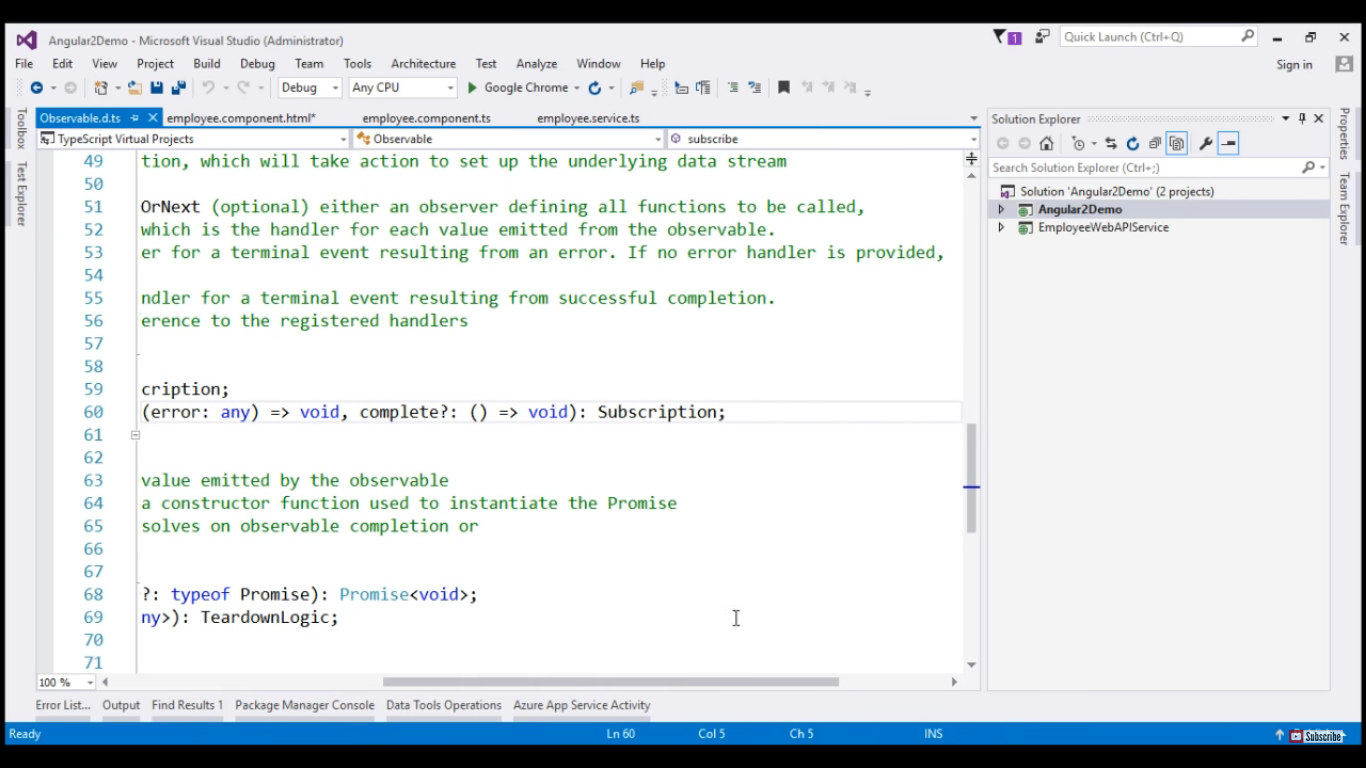 Angular2Demo - Microsoft Visual Studio (Administrator)
1
Quick Launch (Ctrl+Q)
File Edit View Project Build Debug Team Tools Architecture Test Analyze Window Help
Sign in
Debug Any CPU Google Chrome
Toolbox
Test Explorer
Observable.d.ts employee.component.html* employee.component.ts employee.service.ts
TypeScript Virtual Projects Observable subscribe
49 tion, which will take action to set up the underlying data stream
50
51 OrNext (optional) either an observer defining all functions to be called,
52 which is the handler for each value emitted from the observable.
53 er for a terminal event resulting from an error. If no error handler is provided,
54
55 ndler for a terminal event resulting from successful completion.
56 erence to the registered handlers
57
58
59 cription;
60 (error: any) => void, complete?: () => void): Subscription;
61
62
63 value emitted by the observable
64 a constructor function used to instantiate the Promise
65 solves on observable completion or
66
67
68 ?: typeof Promise): Promise<void>;
69 ny>): TeardownLogic;
70
71
100 %
Solution Explorer
Search Solution Explorer (Ctrl+;)
Solution 'Angular2Demo' (2 projects)
Angular2Demo
EmployeeWebAPIService
Properties
Team Explorer
Error List... Output Find Results 1 Package Manager Console Data Tools Operations Azure App Service Activity
Ready Ln 60 Col 5 Ch 5 INS
Subscribe